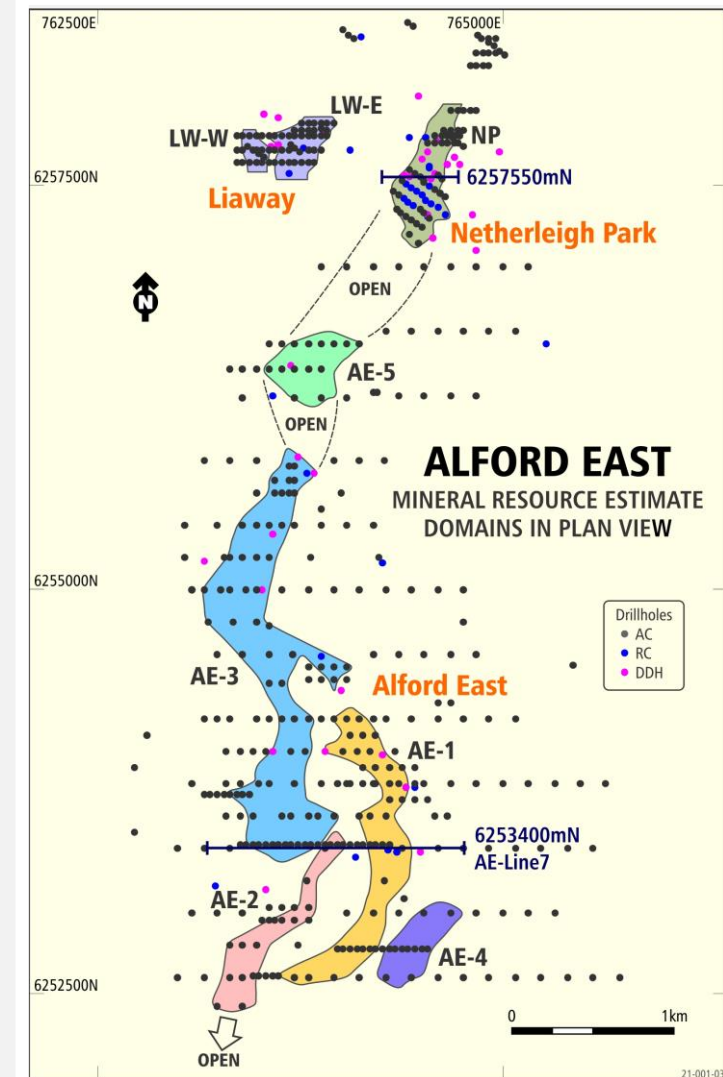 762500E
765000E
LW-E
LW-W
NP
6257500N
6257550mN
Liaway
Netherleigh Park
N
OPEN
AE-5
OPEN
ALFORD EAST
MINERAL RESOURCE ESTIMATE
DOMAINS IN PLAN VIEW
6255000N
Drillholes
AC
RC
DDH
AE-3
Alford East
AE-1
6253400mN
AE-Line7
AE-2
AE-4
6252500N
0
1km
OPEN